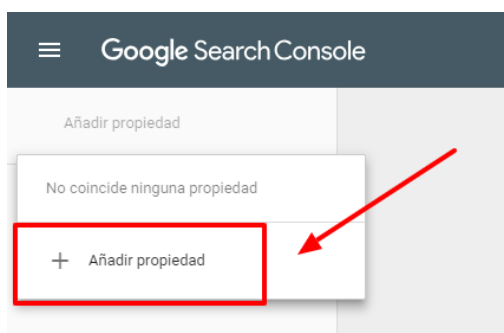 Google Search Console
Añadir propiedad
No coincide ninguna propiedad
Añadir propiedad